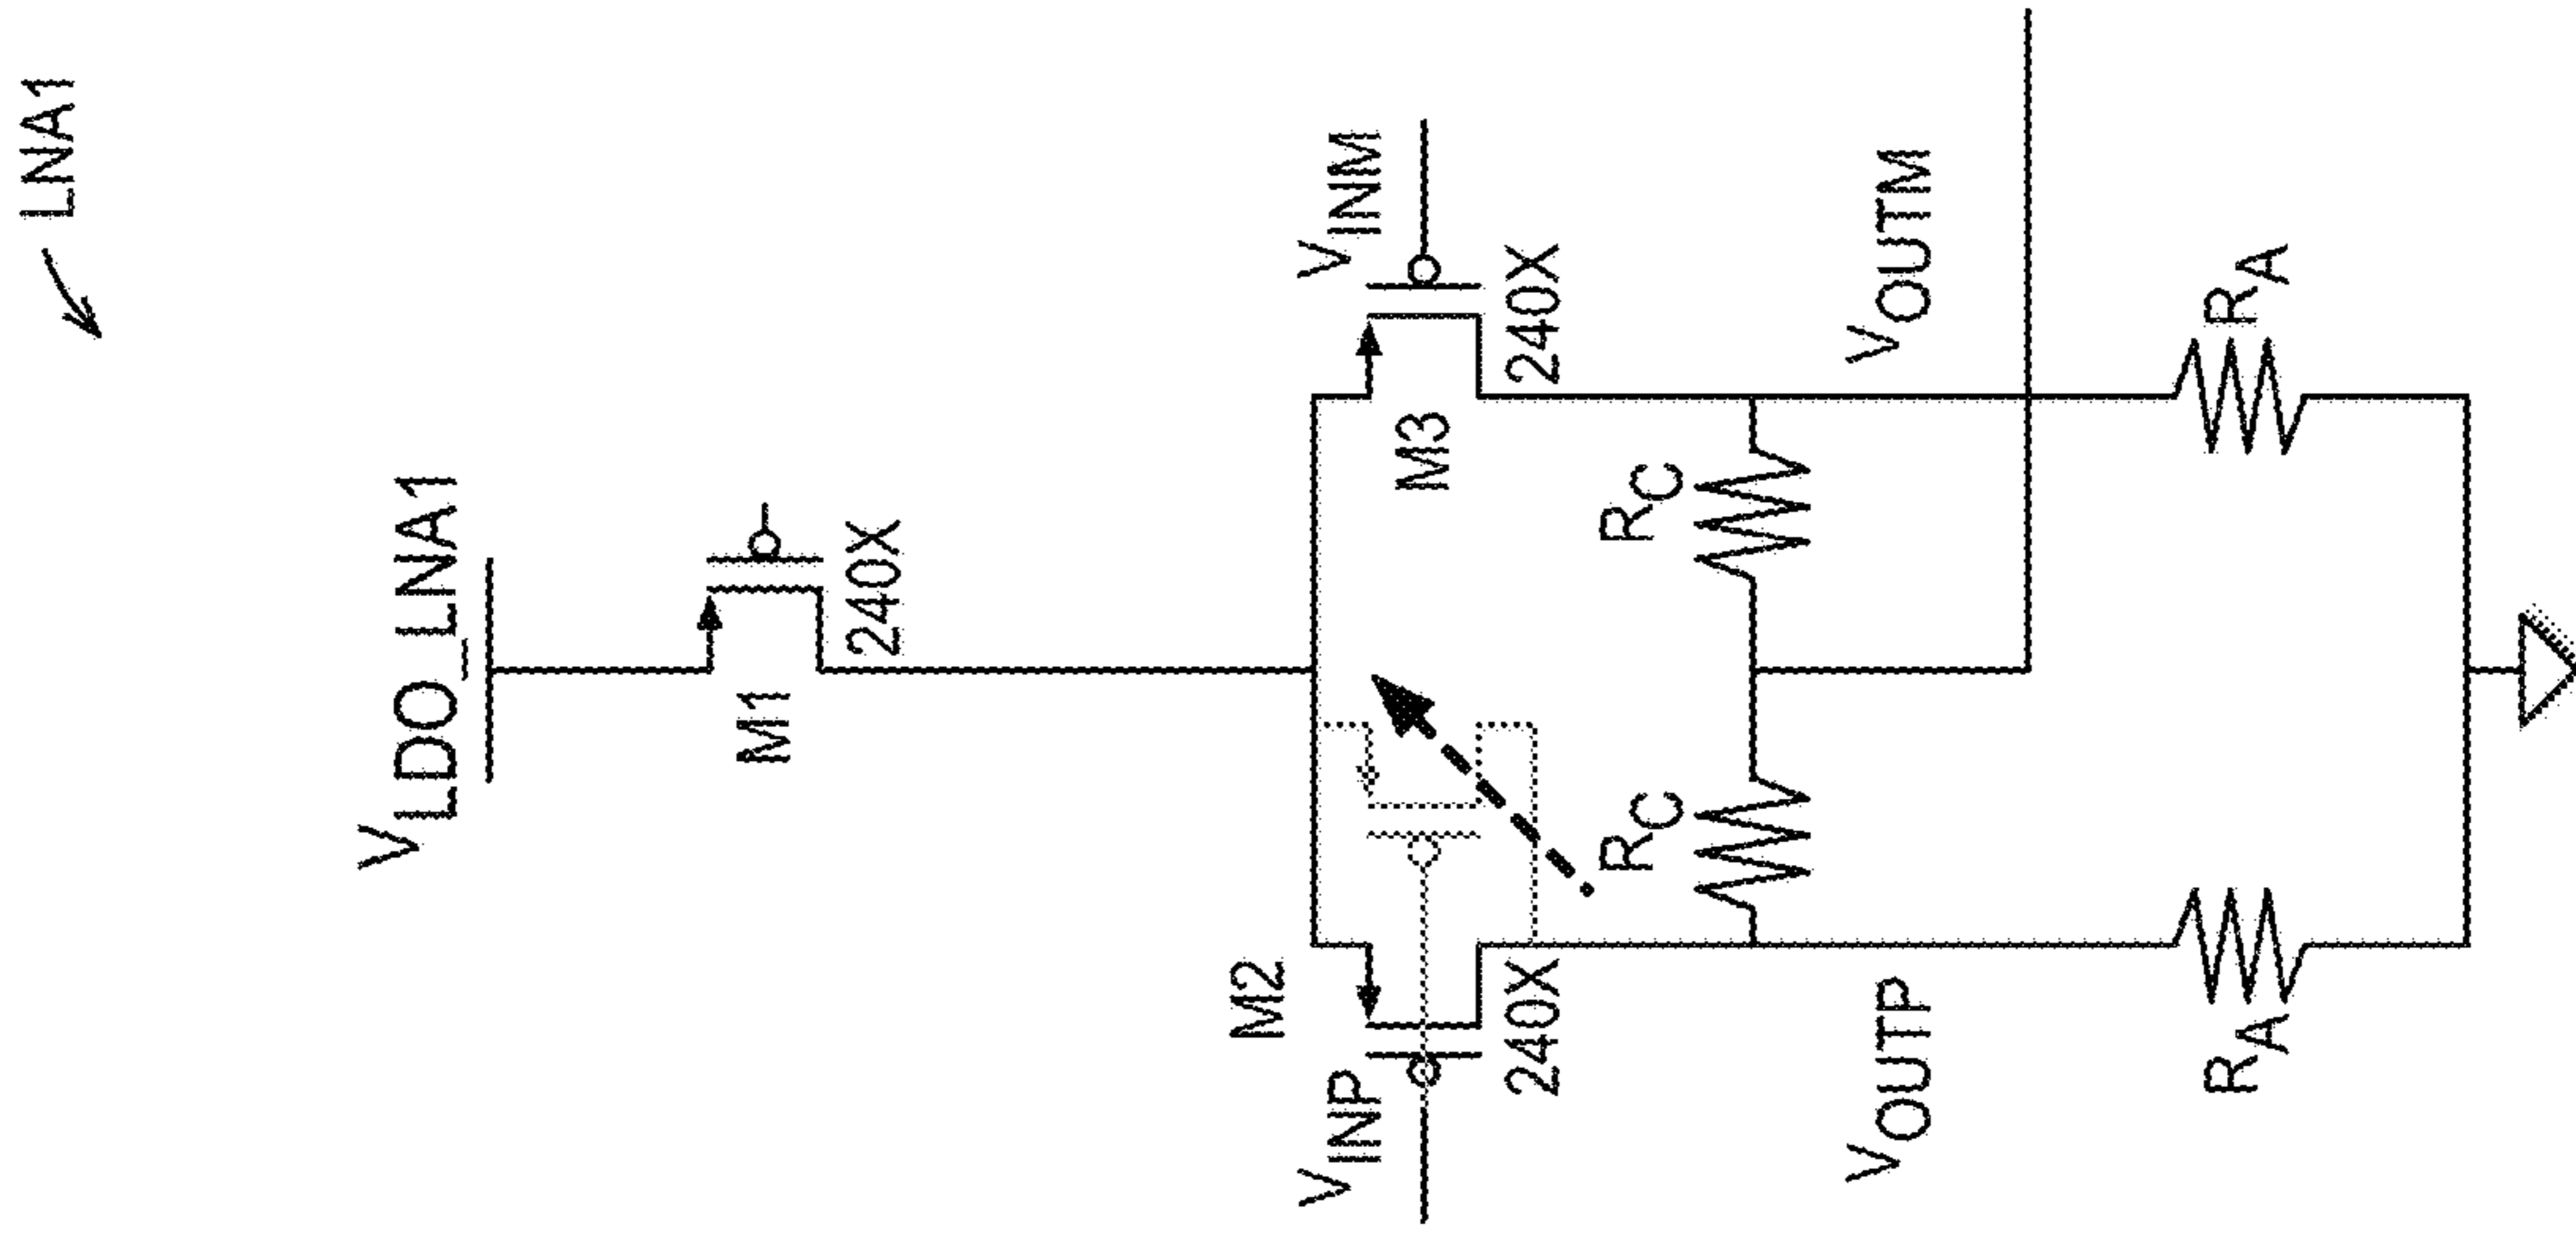 LNA1
VLDO_LNA1
M1
240X
M2
VINP
240X
VINM
M3
240X
RC
RC
VOUTP
VOUTM
RA
RA